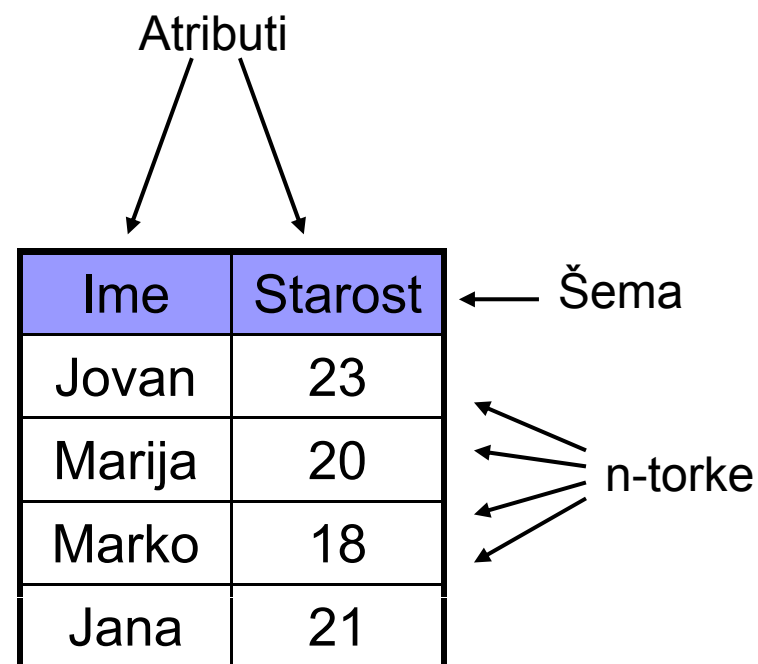 Atributi
Ime Starost
Šema
Jovan 23
Marija 20
n-torke
Marko 18
Jana 21